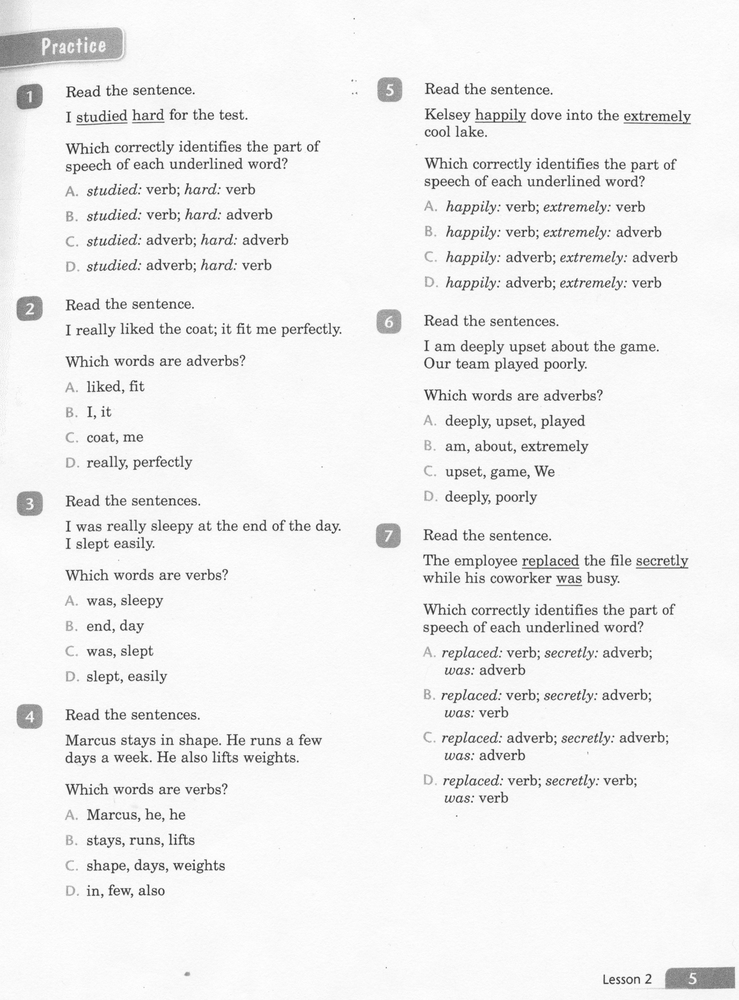 Practice
1
Read the sentence.
I studied hard for the test.
Which correctly identifies the part of
speech of each underlined word?
A. studied: verb; hard: verb
B. studied: verb; hard: adverb
C. studied: adverb; hard: adverb
D. studied: adverb; hard: verb
2
Read the sentence.
I really liked the coat; it fit me perfectly.
Which words are adverbs?
A. liked, fit
B. I, it
C. coat, me
D. really, perfectly
3
Read the sentences.
I was really sleepy at the end of the day.
I slept easily.
Which words are verbs?
A. was, sleepy
B. end, day
C. was, slept
D. slept, easily
4
Read the sentences.
Marcus stays in shape. He runs a few
days a week. He also lifts weights.
Which words are verbs?
A. Marcus, he, he
B. stays, runs, lifts
C. shape, days, weights
D. in, few, also
5
Read the sentence.
Kelsey happily dove into the extremely
cool lake.
Which correctly identifies the part of
speech of each underlined word?
A. happily: verb; extremely: verb
B. happily: verb; extremely: adverb
C. happily: adverb; extremely: adverb
D. happily: adverb; extremely: verb
6
Read the sentences.
I am deeply upset about the game.
Our team played poorly.
Which words are adverbs?
A. deeply, upset, played
B. am, about, extremely
C. upset, game, We
D. deeply, poorly
7
Read the sentence.
The employee replaced the file secretly
while his coworker was busy.
Which correctly identifies the part of
speech of each underlined word?
A. replaced: verb; secretly: adverb;
was: adverb
B. replaced: verb; secretly: adverb;
was: verb
C. replaced: adverb; secretly: adverb;
was: adverb
D. replaced: verb; secretly: verb;
was: verb
Lesson 2 5